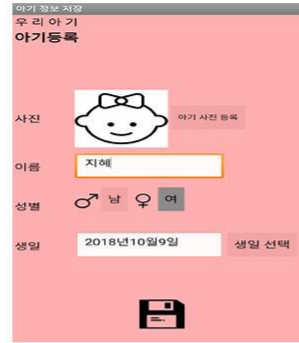 아기 정보 저장
우 리 아 기
아기등록
사진
아기 사진 등록
이름
지혜
성별
남
여
생일
2018년10월9일
생일 선택